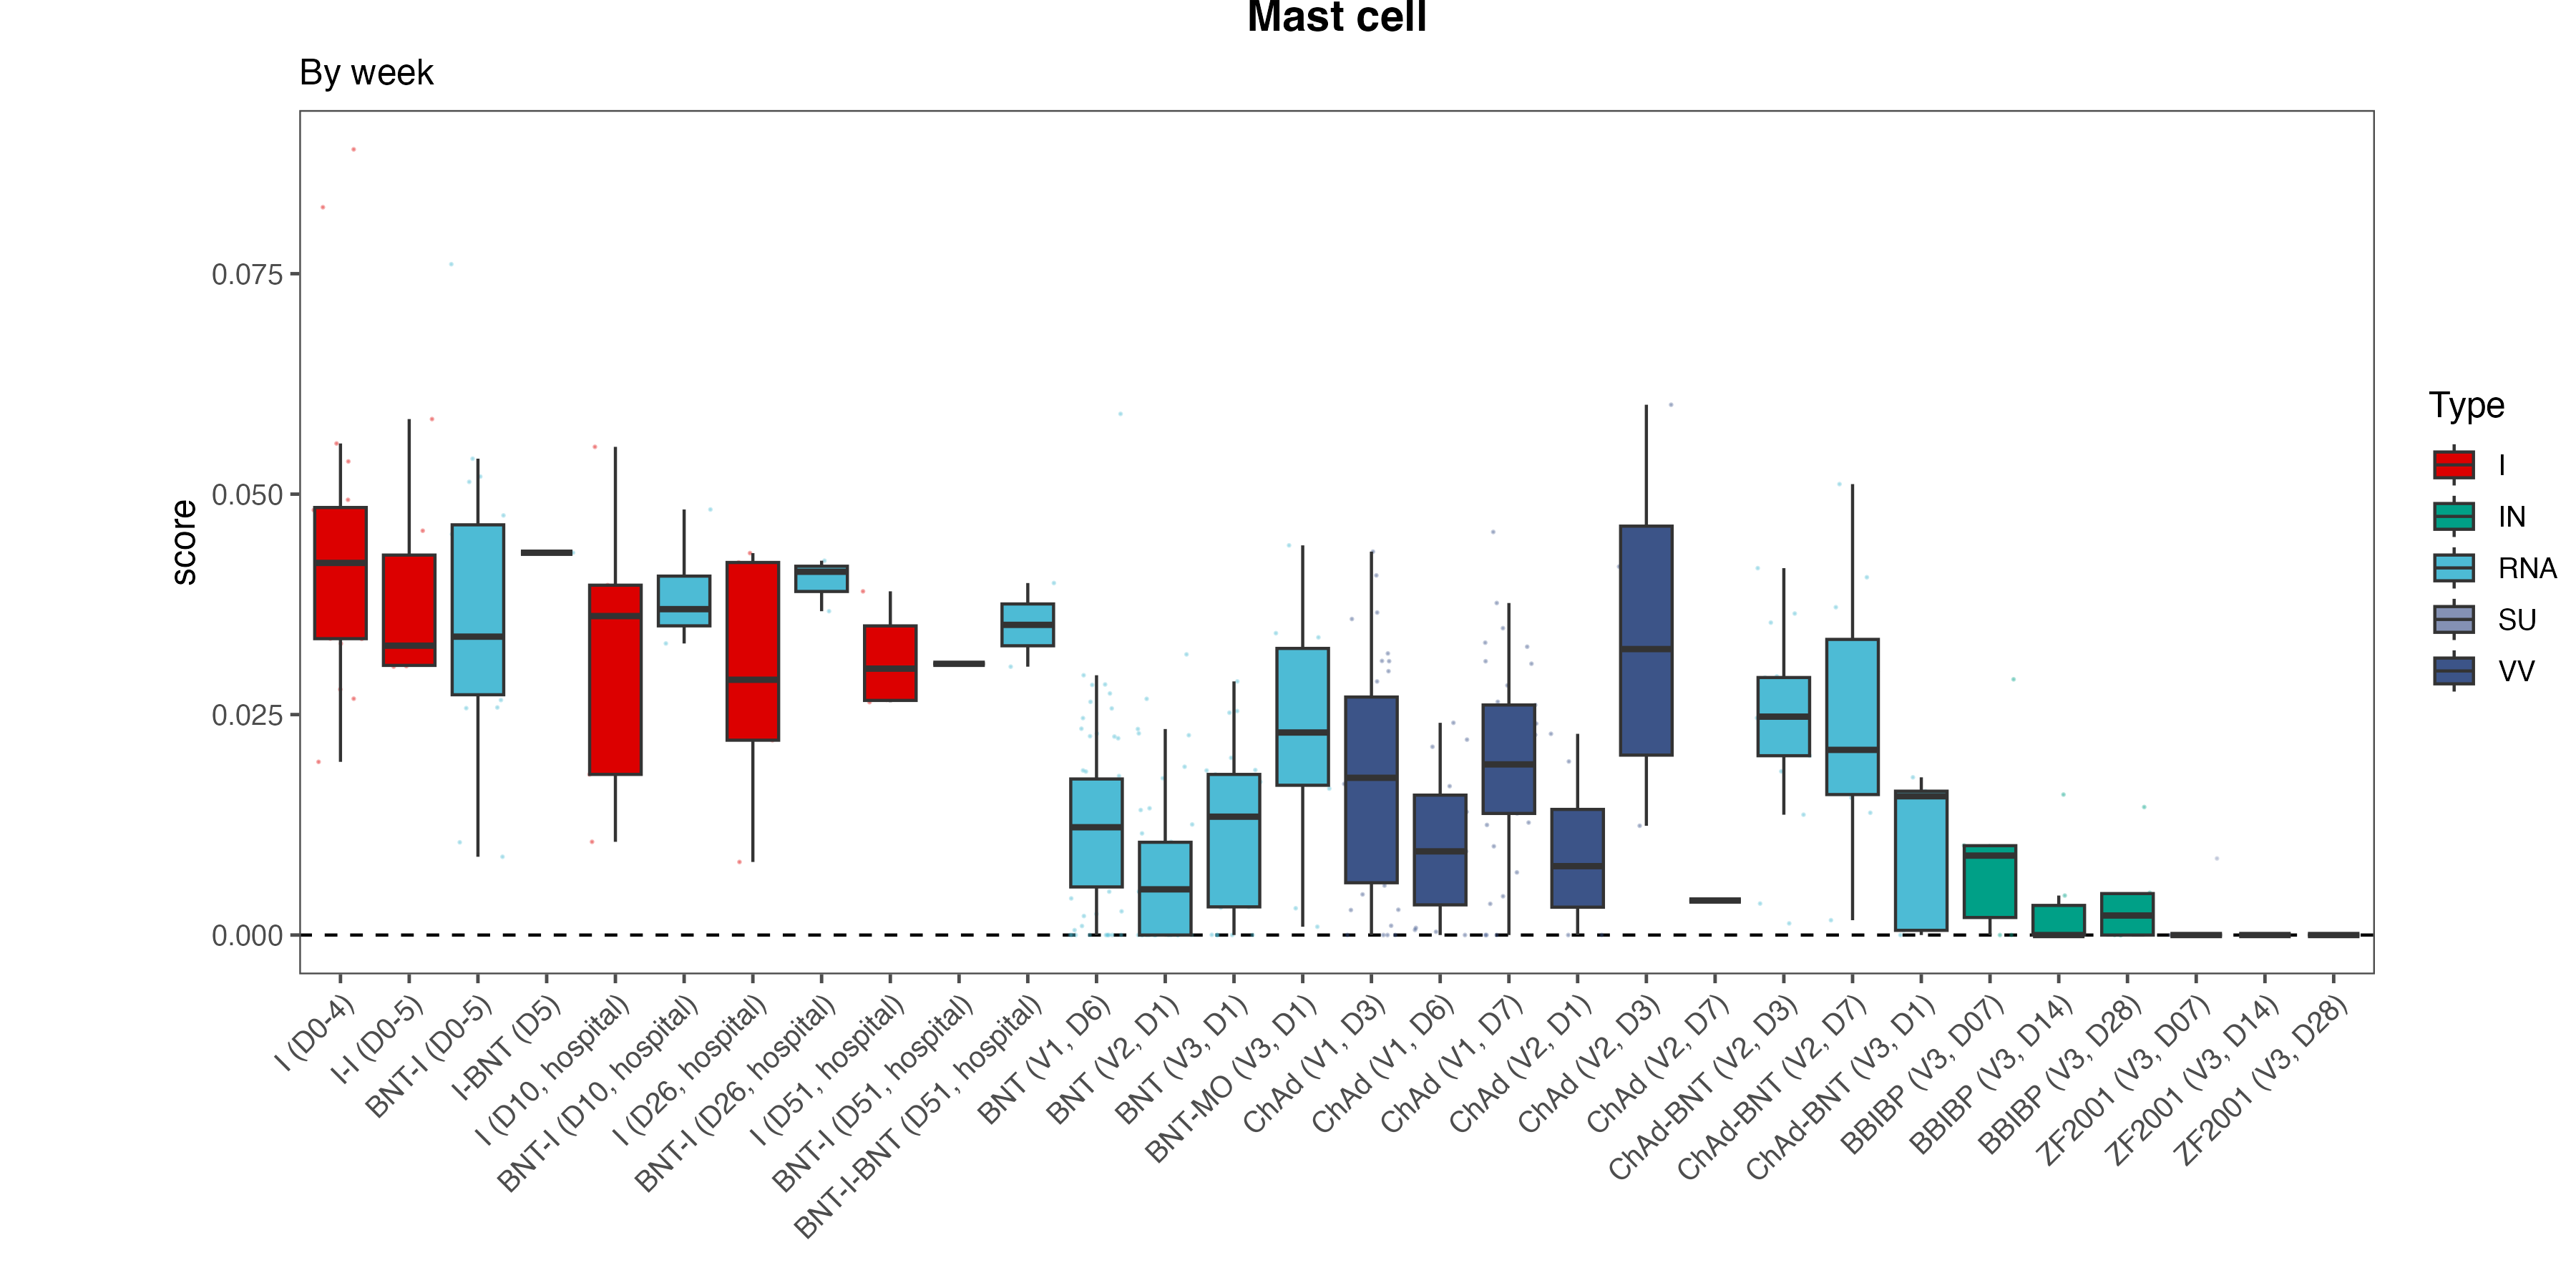 Mast cell
By week
score
0.075
0.050
0.025
0.000
I (D0-4)
I-I (D0-5)
BNT-I (D0-5)
I-BNT (D5)
I (D10, hospital)
BNT-I (D10, hospital)
I (D26, hospital)
BNT-I (D26, hospital)
I (D51, hospital)
BNT-I (D51, hospital)
BNT-I-BNT (D51, hospital)
BNT (V1, D6)
BNT (V2, D1)
BNT (V3, D1)
BNT-MO (V3, D1)
ChAd (V1, D3)
ChAd (V1, D6)
ChAd (V1, D7)
ChAd (V2, D1)
ChAd (V2, D3)
ChAd (V2, D7)
ChAd-BNT (V2, D3)
ChAd-BNT (V2, D7)
ChAd-BNT (V3, D1)
BBIBP (V3, D07)
BBIBP (V3, D14)
BBIBP (V3, D28)
ZF2001 (V3, D07)
ZF2001 (V3, D14)
ZF2001 (V3, D28)
Type
I
IN
RNA
SU
VV